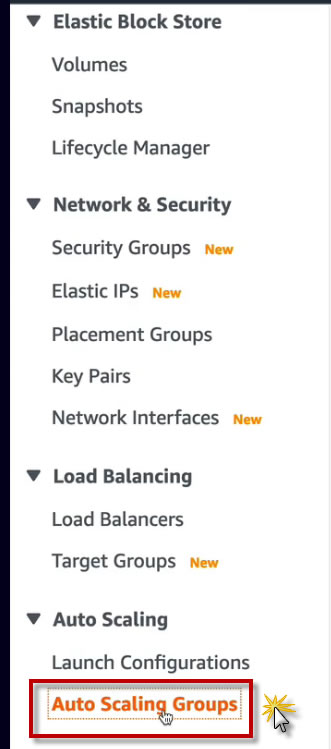 Elastic Block Store
Volumes
Snapshots
Lifecycle Manager
Network & Security
Security Groups New
Elastic IPs New
Placement Groups
Key Pairs
Network Interfaces New
Load Balancing
Load Balancers
Target Groups New
Auto Scaling
Launch Configurations
Auto Scaling Groups